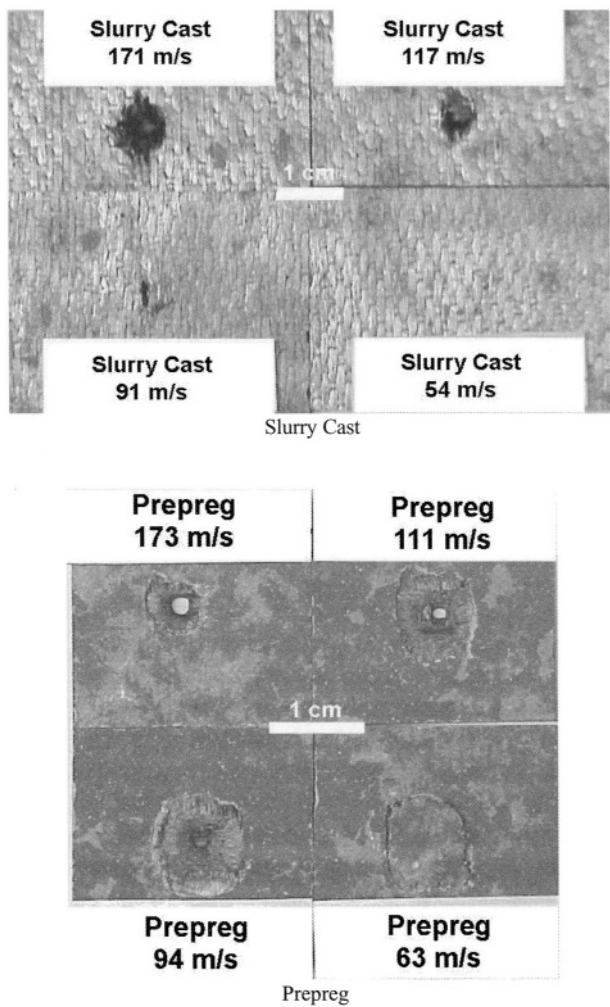 Slurry Cast
171 m/s
Slurry Cast
117 m/s
1 cm
Slurry Cast
91 m/s
Slurry Cast
54 m/s
Slurry Cast
Prepreg
173 m/s
Prepreg
111 m/s
1 cm
Prepreg
94 m/s
Prepreg
63 m/s
Prepreg